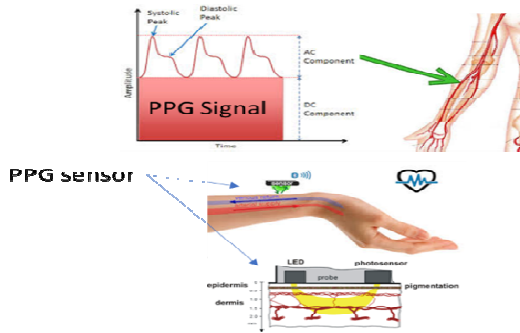 Systolic
Peak
Diastolic
Peak
AC
Component
Amplitude
PPG Signal
DC
Component
Time
PPG sensor
sensor
LED
photosensor
probe
epidermis
pigmentation
dermis